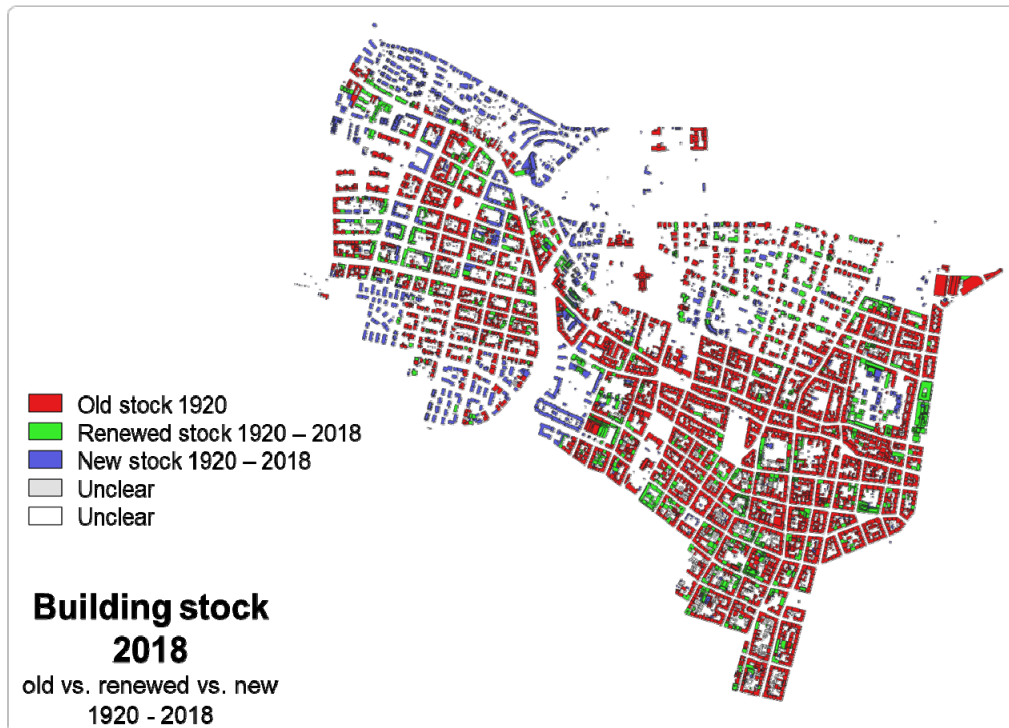 Old stock 1920
Renewed stock 1920 – 2018
New stock 1920 – 2018
Unclear
Unclear
Building stock
2018
old vs. renewed vs. new
1920 - 2018